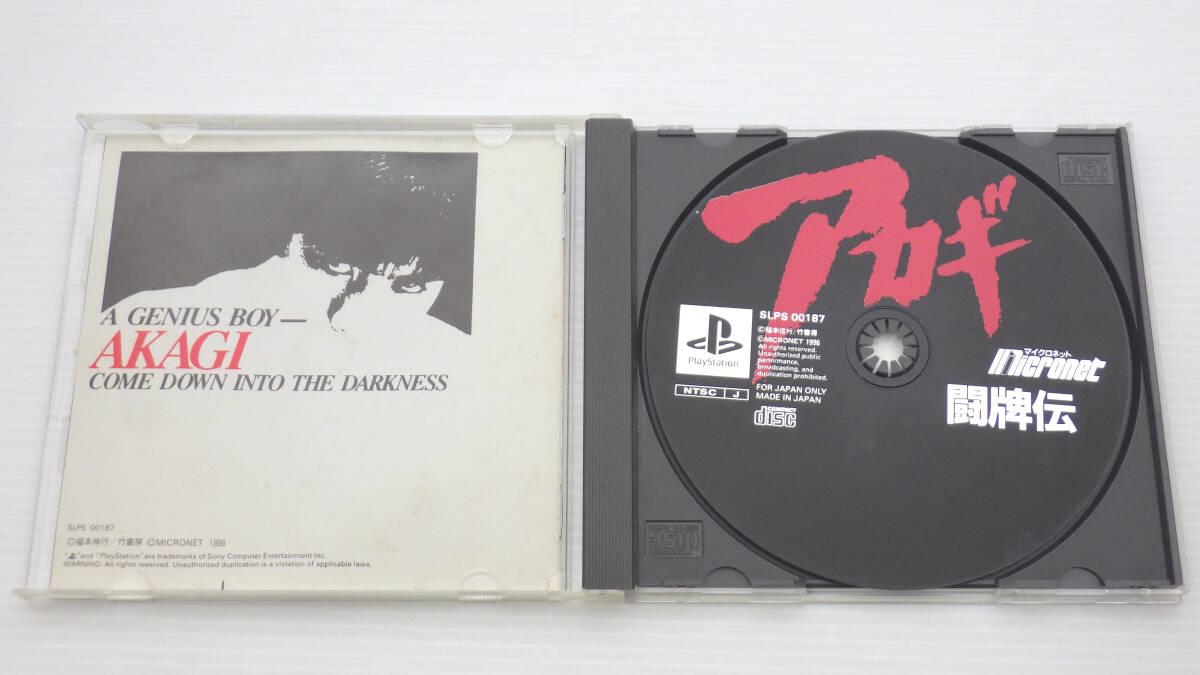 A GENIUS BOY—
AKAGI
COME DOWN INTO THE DARKNESS
SLPS 00187
©福本伸行/竹書房 ©MICRONET 1996
" " and "PlayStation" are trademarks of Sony Computer Entertainment Inc.
WARNING: All rights reserved. Unauthorized duplication is a violation of applicable laws.
アカギ
SLPS 00187
©福本伸行/竹書房
©MICRONET 1996
All rights reserved.
Unauthorized public
performance,
broadcasting, and
duplication prohibited.
FOR JAPAN ONLY
MADE IN JAPAN
PlayStation
NTSC J
COMPACT
disc
マイクロネット
micronet
闘牌伝
disc
disc